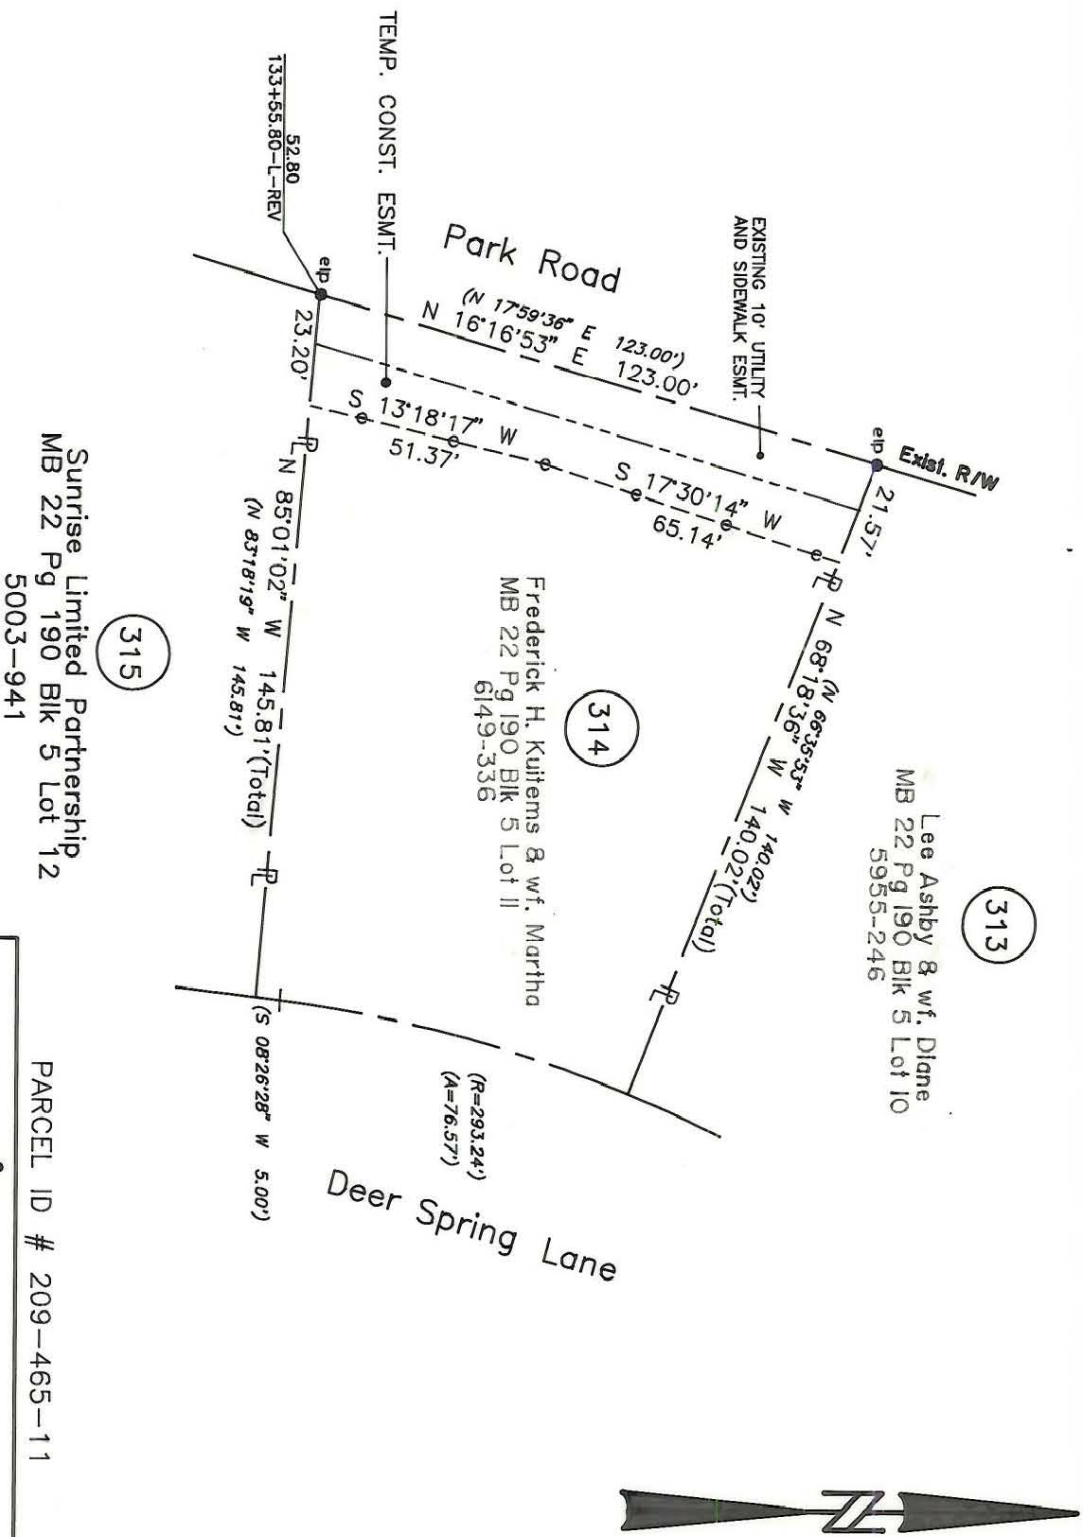 TEMP. CONST. ESMT.
52.80
133+55.80-L-REV
Park Road
EXISTING 10' UTILITY
AND SIDEWALK ESMT.
(N 17°59'36" E 123.00')
N 16°16'53" E 123.00'
eip
eip
Exist. R/W
23.20'
21.57'
S 13°18'17" W
51.37'
S 17°30'14" W
65.14'
PL
PL
N 85°01'02" W 145.81'(Total)
(N 83°18'19" W 145.81')
(N 66°35'53" W 140.02')
N 68°18'36" W 140.02'(Total)
PL
PL
313
Lee Ashby & wf. Diane
MB 22 Pg 190 Blk 5 Lot 10
5955-246
314
Frederick H. Kuitems & wf. Martha
MB 22 Pg 190 Blk 5 Lot 11
6149-336
315
Sunrise Limited Partnership
MB 22 Pg 190 Blk 5 Lot 12
5003-941
(R=293.24')
(A=76.57')
(S 08°26'28" W 5.00')
Deer Spring Lane
PARCEL ID # 209-465-11
N